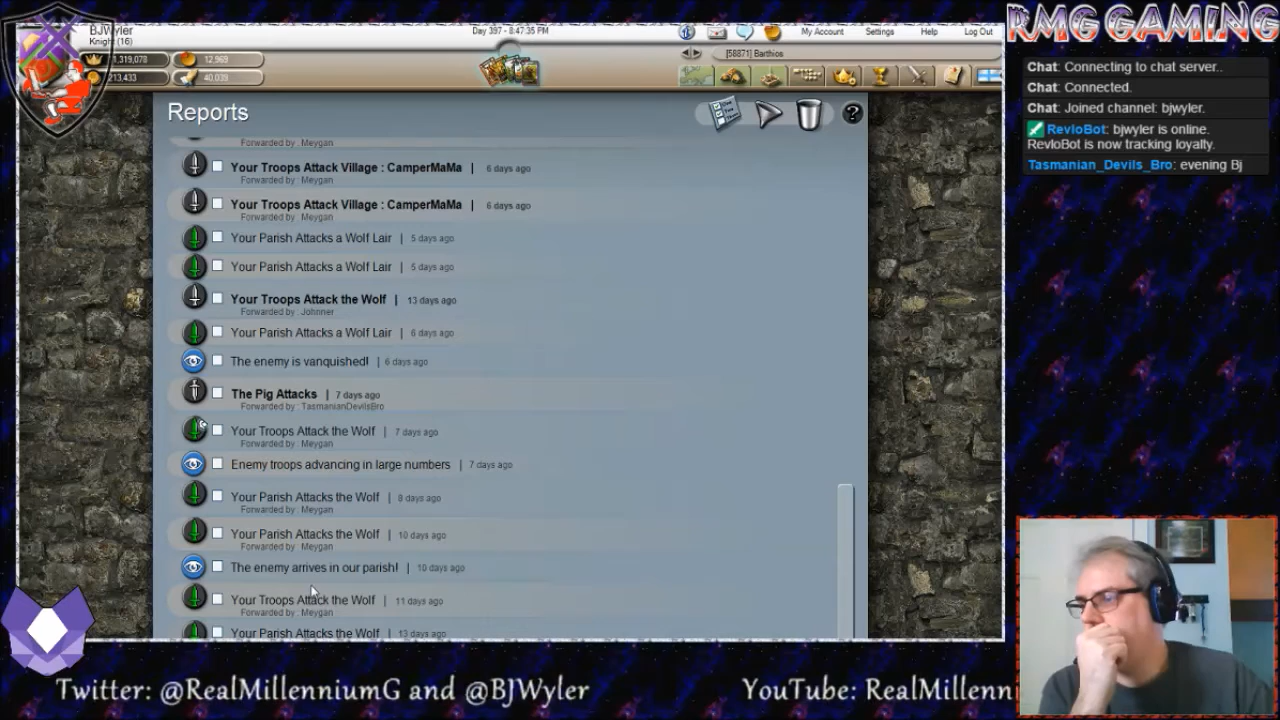 BJWyler
Knight (16)
1,319,078
12,969
213,433
40,039
Day 397 - 8:47:35 PM
My Account
Settings
Help
Log Out
[58871] Barthios
Reports
Forwarded by : Meygan
Your Troops Attack Village : CamperMaMa | 6 days ago
Forwarded by : Meygan
Your Troops Attack Village : CamperMaMa | 6 days ago
Forwarded by : Meygan
Your Parish Attacks a Wolf Lair | 5 days ago
Your Parish Attacks a Wolf Lair | 5 days ago
Your Troops Attack the Wolf | 13 days ago
Forwarded by : Johnner
Your Parish Attacks a Wolf Lair | 6 days ago
The enemy is vanquished! | 6 days ago
The Pig Attacks | 7 days ago
Forwarded by : TasmanianDevilsBro
Your Troops Attack the Wolf | 7 days ago
Forwarded by : Meygan
Enemy troops advancing in large numbers | 7 days ago
Your Parish Attacks the Wolf | 8 days ago
Forwarded by : Meygan
Your Parish Attacks the Wolf | 10 days ago
Forwarded by : Meygan
The enemy arrives in our parish! | 10 days ago
Your Troops Attack the Wolf | 11 days ago
Forwarded by : Meygan
Your Parish Attacks the Wolf | 13 days ago
RMG GAMING
Chat: Connecting to chat server..
Chat: Connected.
Chat: Joined channel: bjwyler.
RevloBot: bjwyler is online.
RevloBot is now tracking loyalty.
Tasmanian_Devils_Bro: evening Bj
Twitter: @RealMillenniumG and @BJWyler
YouTube: RealMillenn